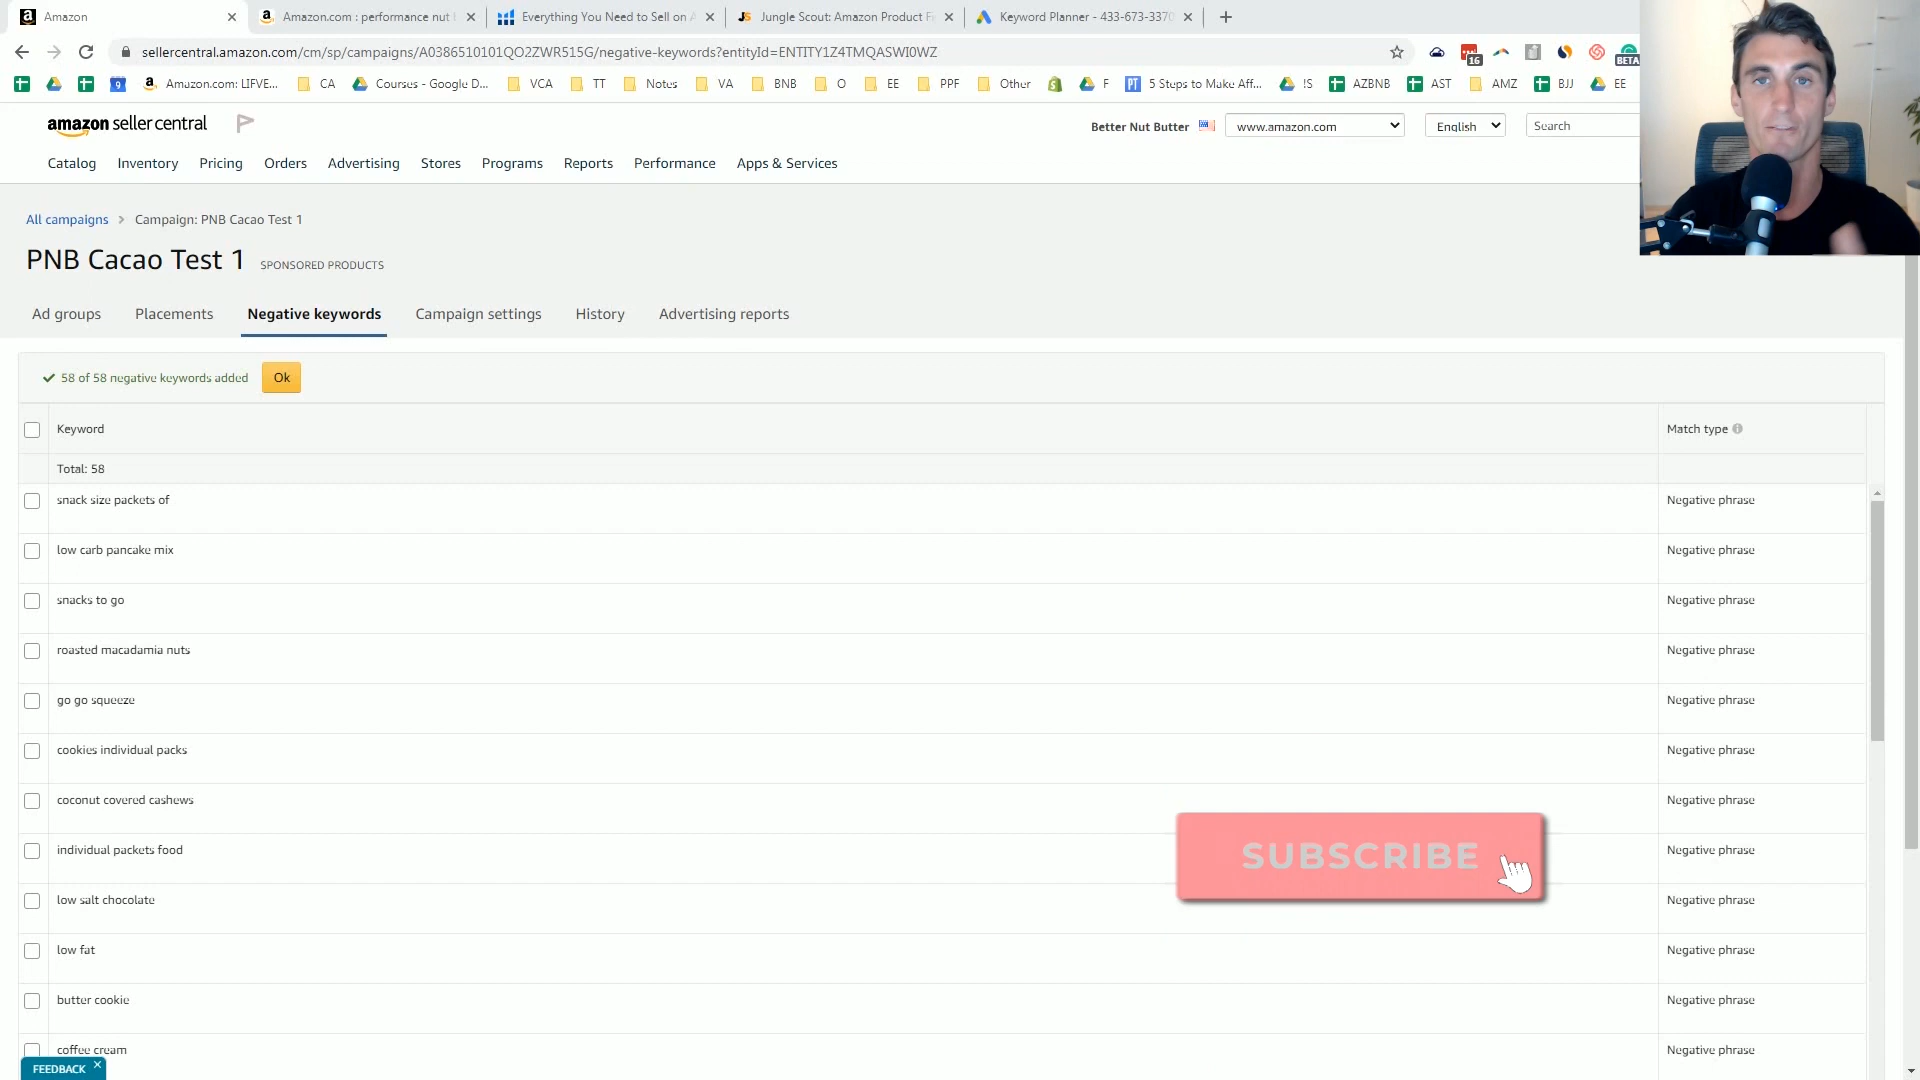 Amazon
Amazon.com : performance nut b
Everything You Need to Sell on A
Jungle Scout: Amazon Product Fi
Keyword Planner - 433-673-3370
sellercentral.amazon.com/cm/sp/campaigns/A0386510101QO2ZWR515G/negative-keywords?entityId=ENTITY1Z4TMQASWI0WZ
16
BETA
9
Amazon.com: LIFVE...
CA
Courses - Google D...
VCA
TT
Notes
VA
BNB
O
EE
PPF
Other
F
5 Steps to Make Aff...
!S
AZBNB
AST
AMZ
BJJ
EE
amazon seller central
Better Nut Butter
www.amazon.com
English
Search
Catalog
Inventory
Pricing
Orders
Advertising
Stores
Programs
Reports
Performance
Apps & Services
All campaigns > Campaign: PNB Cacao Test 1
PNB Cacao Test 1 SPONSORED PRODUCTS
Ad groups
Placements
Negative keywords
Campaign settings
History
Advertising reports
58 of 58 negative keywords added
Ok
Keyword
Match type
Total: 58
snack size packets of
Negative phrase
low carb pancake mix
Negative phrase
snacks to go
Negative phrase
roasted macadamia nuts
Negative phrase
go go squeeze
Negative phrase
cookies individual packs
Negative phrase
coconut covered cashews
Negative phrase
individual packets food
Negative phrase
SUBSCRIBE
low salt chocolate
Negative phrase
low fat
Negative phrase
butter cookie
Negative phrase
coffee cream
Negative phrase
FEEDBACK